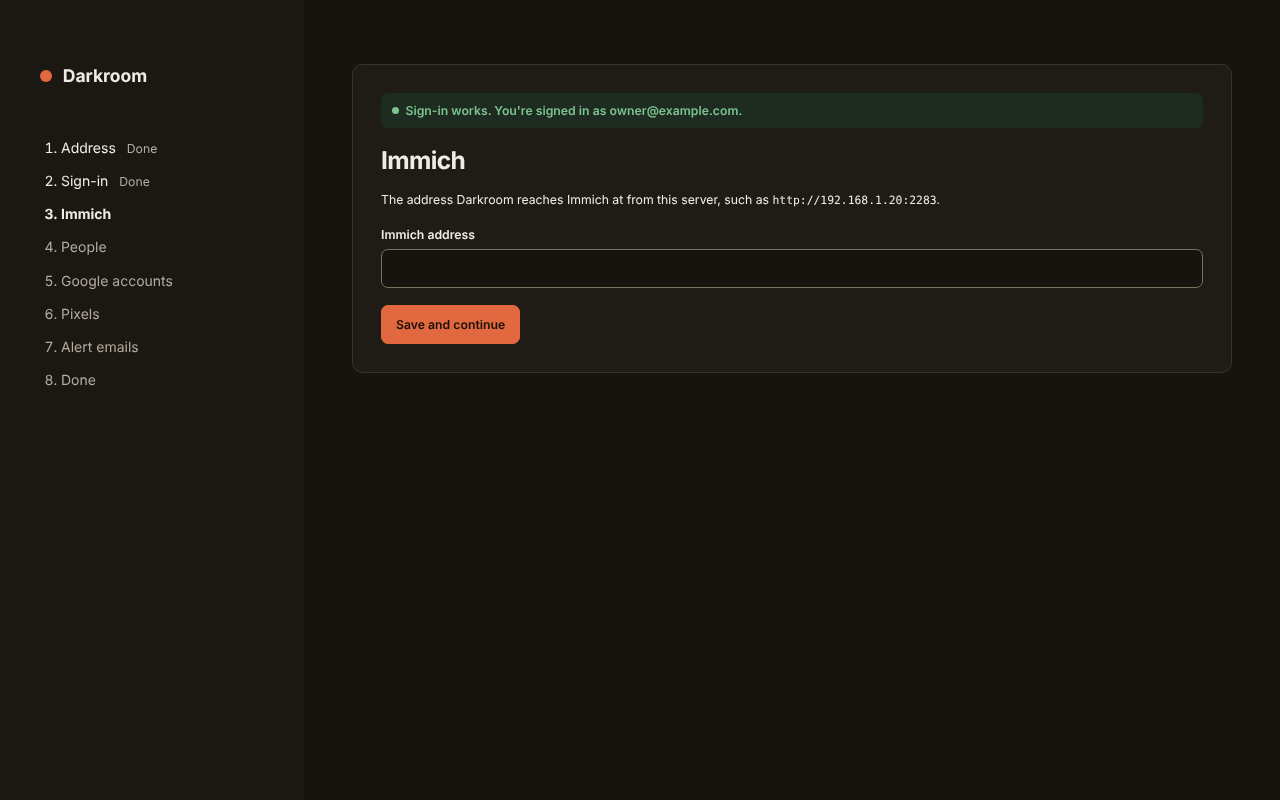 Darkroom
1. Address Done
2. Sign-in Done
3. Immich
4. People
5. Google accounts
6. Pixels
7. Alert emails
8. Done
Sign-in works. You're signed in as owner@example.com.
Immich
The address Darkroom reaches Immich at from this server, such as http://192.168.1.20:2283.
Immich address
Save and continue